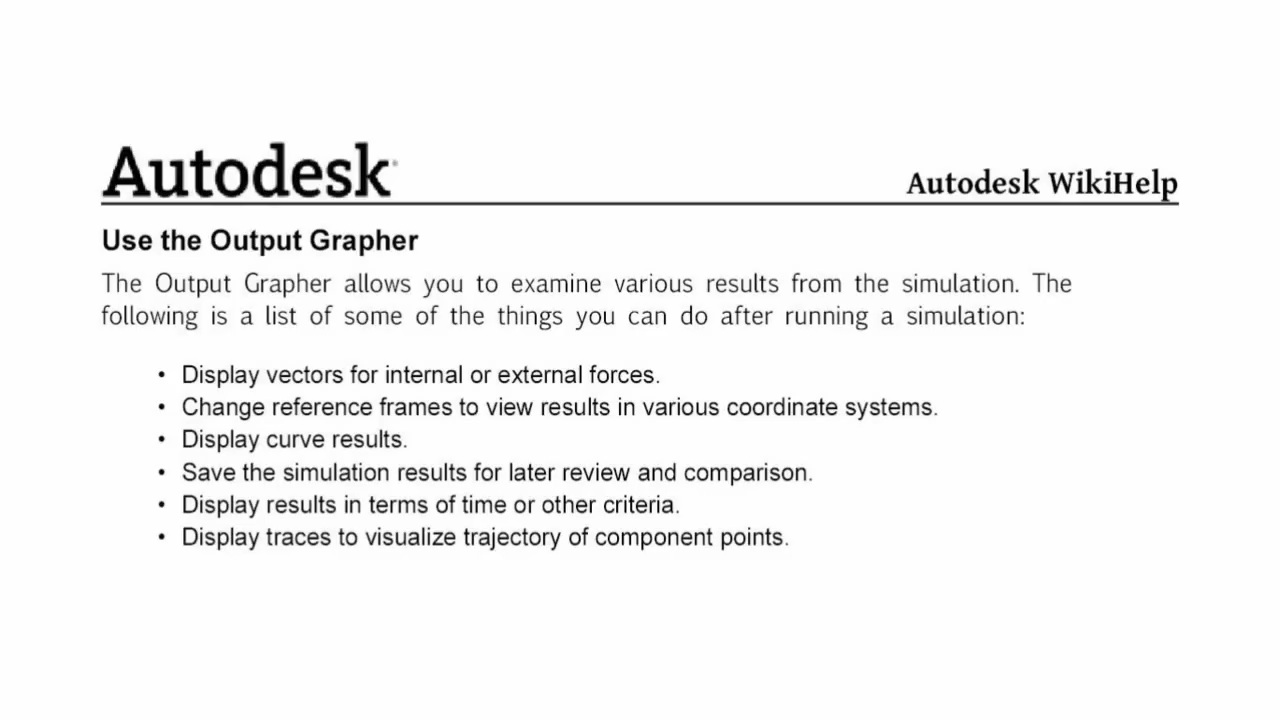 Autodesk
Autodesk WikiHelp
Use the Output Grapher
The Output Grapher allows you to examine various results from the simulation. The
following is a list of some of the things you can do after running a simulation:
• Display vectors for internal or external forces.
• Change reference frames to view results in various coordinate systems.
• Display curve results.
• Save the simulation results for later review and comparison.
• Display results in terms of time or other criteria.
• Display traces to visualize trajectory of component points.